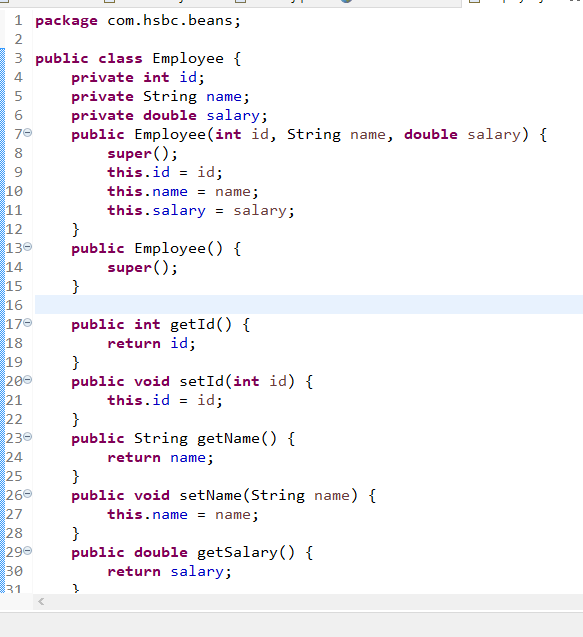 1 package com.hsbc.beans;
2
3 public class Employee {
4     private int id;
5     private String name;
6     private double salary;
7     public Employee(int id, String name, double salary) {
8         super();
9         this.id = id;
10         this.name = name;
11         this.salary = salary;
12     }
13     public Employee() {
14         super();
15     }
16
17     public int getId() {
18         return id;
19     }
20     public void setId(int id) {
21         this.id = id;
22     }
23     public String getName() {
24         return name;
25     }
26     public void setName(String name) {
27         this.name = name;
28     }
29     public double getSalary() {
30         return salary;
31     }